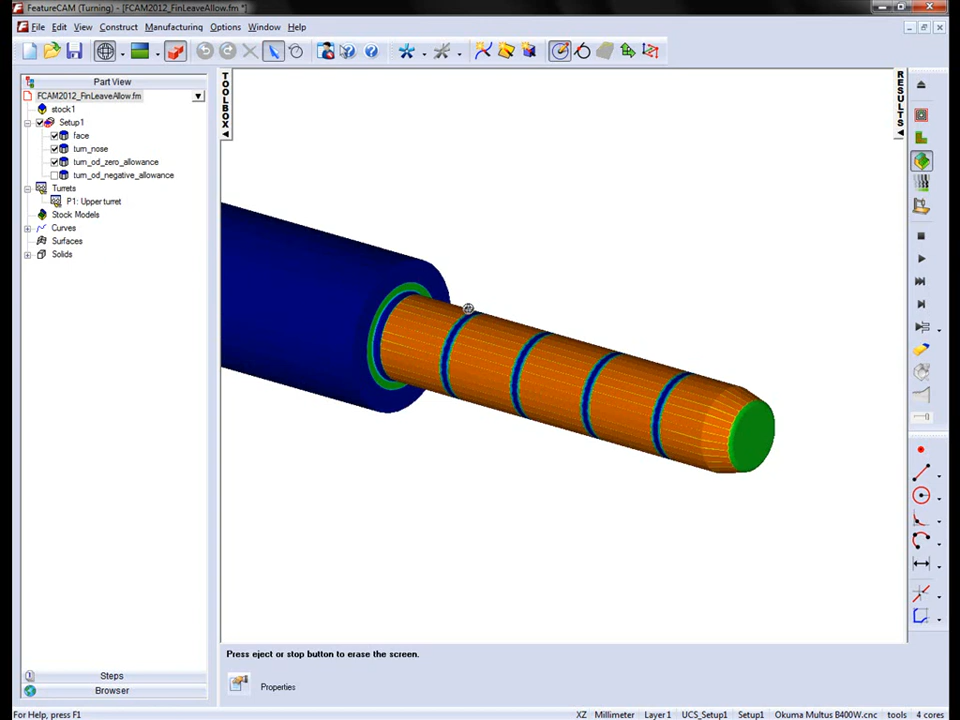 FeatureCAM (Turning) - [FCAM2012_FinLeaveAllow.fm *]
File Edit View Construct Manufacturing Options Window Help
Part View
FCAM2012_FinLeaveAllow.fm
stock1
Setup1
face
turn_nose
turn_od_zero_allowance
turn_od_negative_allowance
Turrets
P1: Upper turret
Stock Models
Curves
Surfaces
Solids
TOOLBOX
RESULTS
Press eject or stop button to erase the screen.
Steps
Properties
Browser
For Help, press F1
XZ Millimeter Layer1 UCS_Setup1 Setup1 Okuma Multus B400W.cnc tools 4 cores